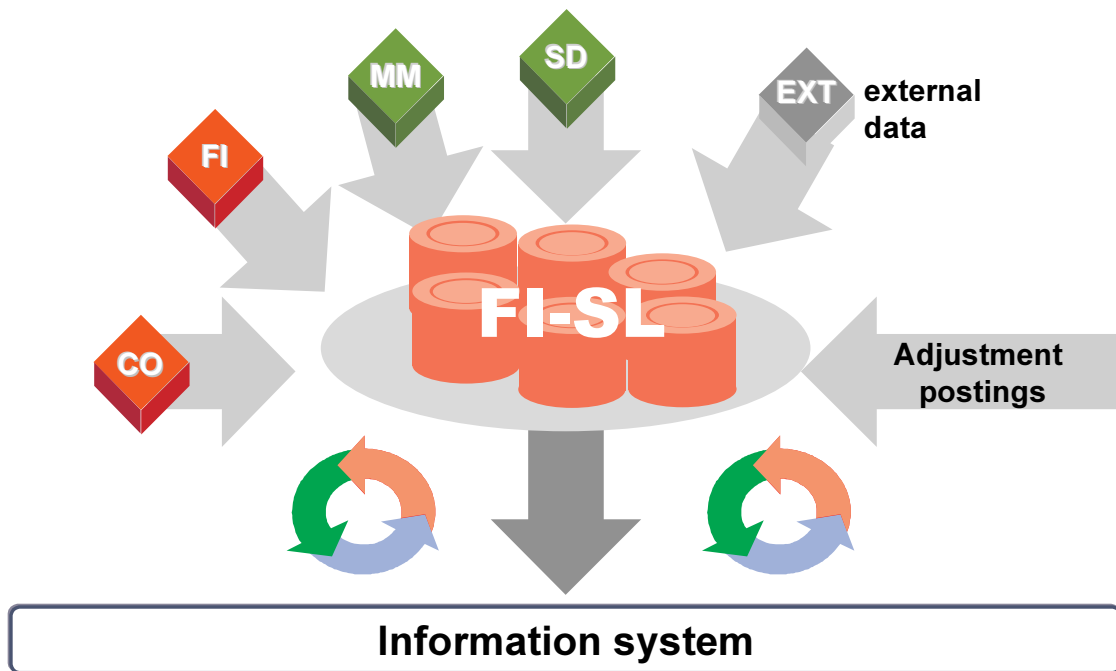 SD
MM
EXT
external
data
FI
FI-SL
CO
Adjustment
postings
Information system